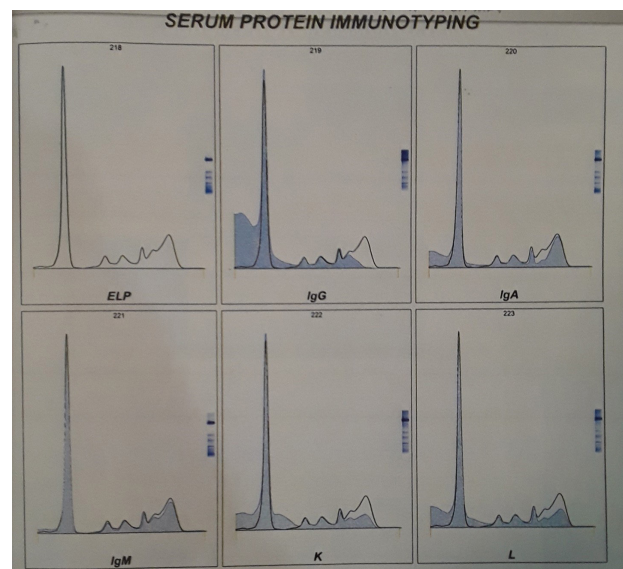 SERUM PROTEIN IMMUNOTYPING
218
219
220
ELP
IgG
IgA
221
222
223
IgM
K
L